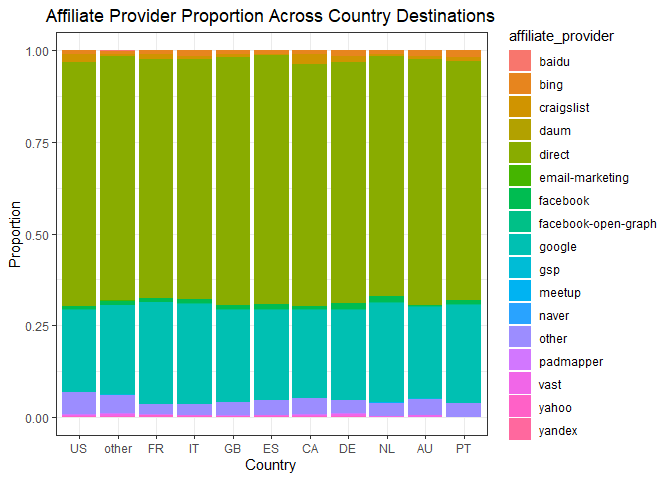 Affiliate Provider Proportion Across Country Destinations
affiliate_provider
baidu
bing
craigslist
daum
direct
email-marketing
facebook
facebook-open-graph
google
gsp
meetup
naver
other
padmapper
vast
yahoo
yandex
Proportion
1.00
0.75
0.50
0.25
0.00
US other FR IT GB ES CA DE NL AU PT
Country